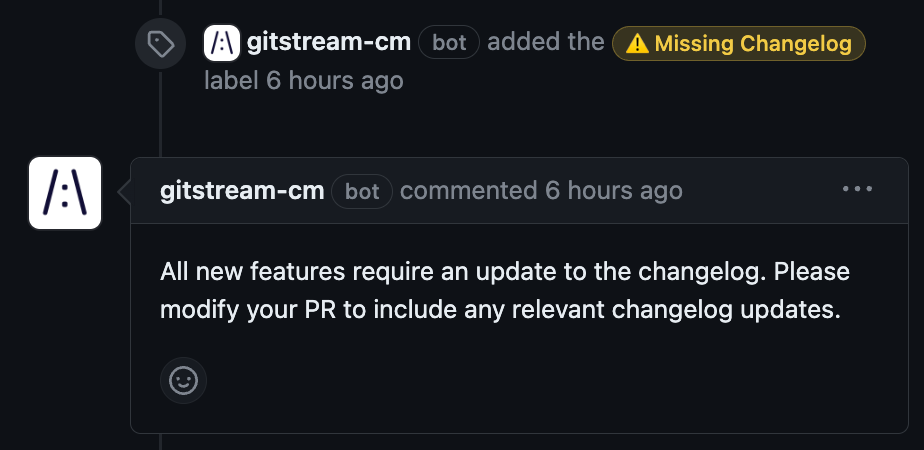 gitstream-cm bot added the ⚠️ Missing Changelog
label 6 hours ago
gitstream-cm bot commented 6 hours ago
All new features require an update to the changelog. Please
modify your PR to include any relevant changelog updates.